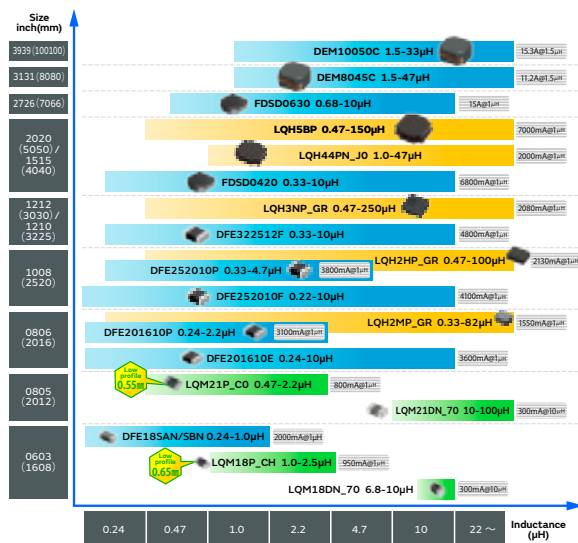 Size
inch(mm)
3939(100100)
DEM10050C 1.5-33μH
15.3A@1.5μH
3131(8080)
DEM8045C 1.5-47μH
11.2A@1.5μH
2726(7066)
FDSD0630 0.68-10μH
15A@1μH
2020
(5050)/
1515
(4040)
LQH5BP 0.47-150μH
7000mA@1μH
LQH44PN_J0 1.0-47μH
2000mA@1μH
FDSD0420 0.33-10μH
6800mA@1μH
1212
(3030)/
1210
(3225)
LQH3NP_GR 0.47-250μH
2080mA@1μH
DFE322512F 0.33-10μH
4800mA@1μH
1008
(2520)
LQH2HP_GR 0.47-100μH
2130mA@1μH
DFE252010P 0.33-4.7μH
3800mA@1μH
DFE252010F 0.22-10μH
4100mA@1μH
0806
(2016)
LQH2MP_GR 0.33-82μH
1550mA@1μH
DFE201610P 0.24-2.2μH
3100mA@1μH
DFE201610E 0.24-10μH
3600mA@1μH
0805
(2012)
Low
profile
0.55mm
LQM21P_C0 0.47-2.2μH
800mA@1μH
LQM21DN_70 10-100μH
300mA@10μH
0603
(1608)
DFE18SAN/SBN 0.24-1.0μH
2000mA@1μH
Low
profile
0.65mm
LQM18P_CH 1.0-2.5μH
950mA@1μH
LQM18DN_70 6.8-10μH
300mA@10μH
0.24 0.47 1.0 2.2 4.7 10 22 ～
Inductance
(μH)